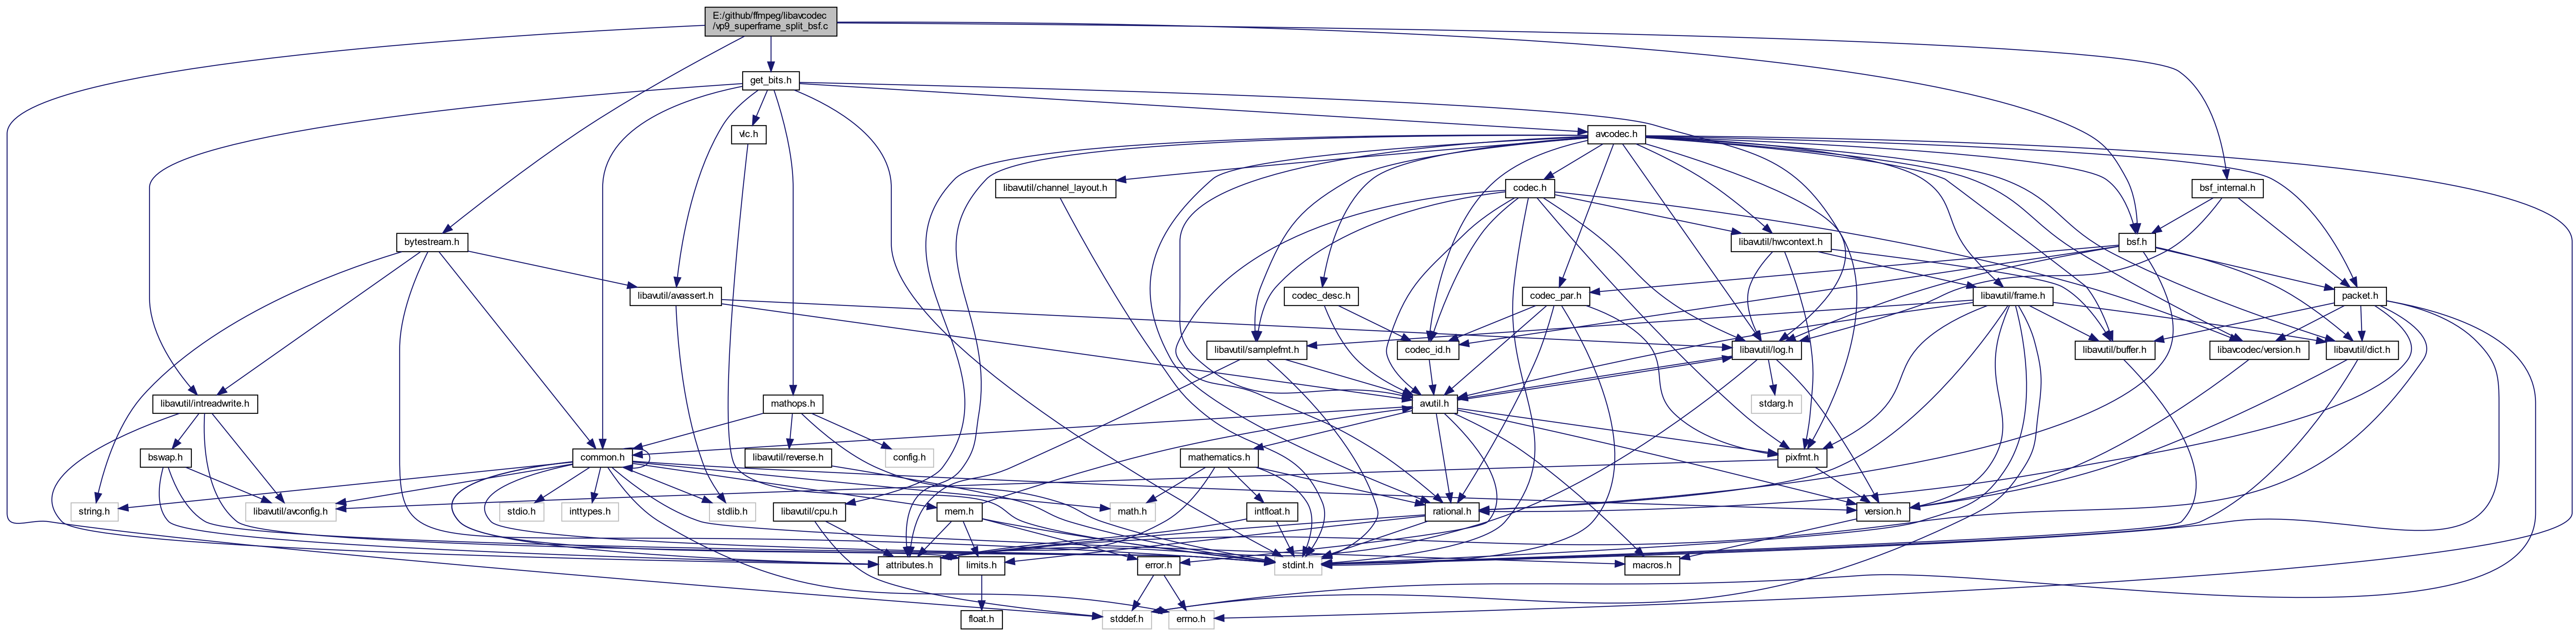 E:/github/ffmpeg/libavcodec
/vp9_superframe_split_bsf.c
get_bits.h
vlc.h
avcodec.h
libavutil/channel_layout.h
codec.h
bsf_internal.h
bytestream.h
libavutil/hwcontext.h
bsf.h
libavutil/avassert.h
codec_desc.h
codec_par.h
libavutil/frame.h
packet.h
libavutil/samplefmt.h
codec_id.h
libavutil/log.h
libavutil/buffer.h
libavcodec/version.h
libavutil/dict.h
libavutil/intreadwrite.h
mathops.h
avutil.h
stdarg.h
bswap.h
common.h
libavutil/reverse.h
config.h
mathematics.h
pixfmt.h
string.h
libavutil/avconfig.h
stdio.h
inttypes.h
stdlib.h
libavutil/cpu.h
mem.h
math.h
intfloat.h
rational.h
version.h
attributes.h
limits.h
error.h
stdint.h
macros.h
float.h
stddef.h
errno.h